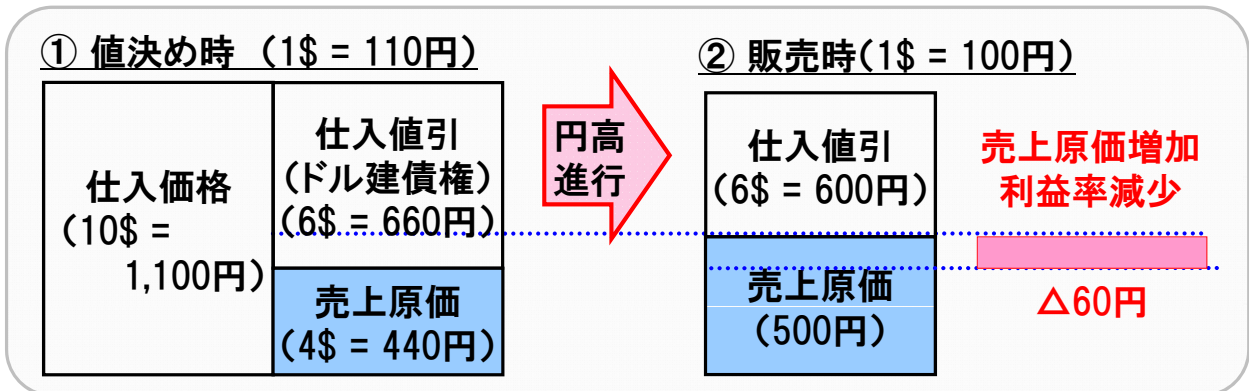 ① 値決め時 （1$ = 110円）
仕入価格
（10$ =
1,100円）
仕入値引
（ドル建債権）
（6$ = 660円）
売上原価
（4$ = 440円）
円高
進行
② 販売時（1$ = 100円）
仕入値引
（6$ = 600円）
売上原価
（500円）
売上原価増加
利益率減少
△60円